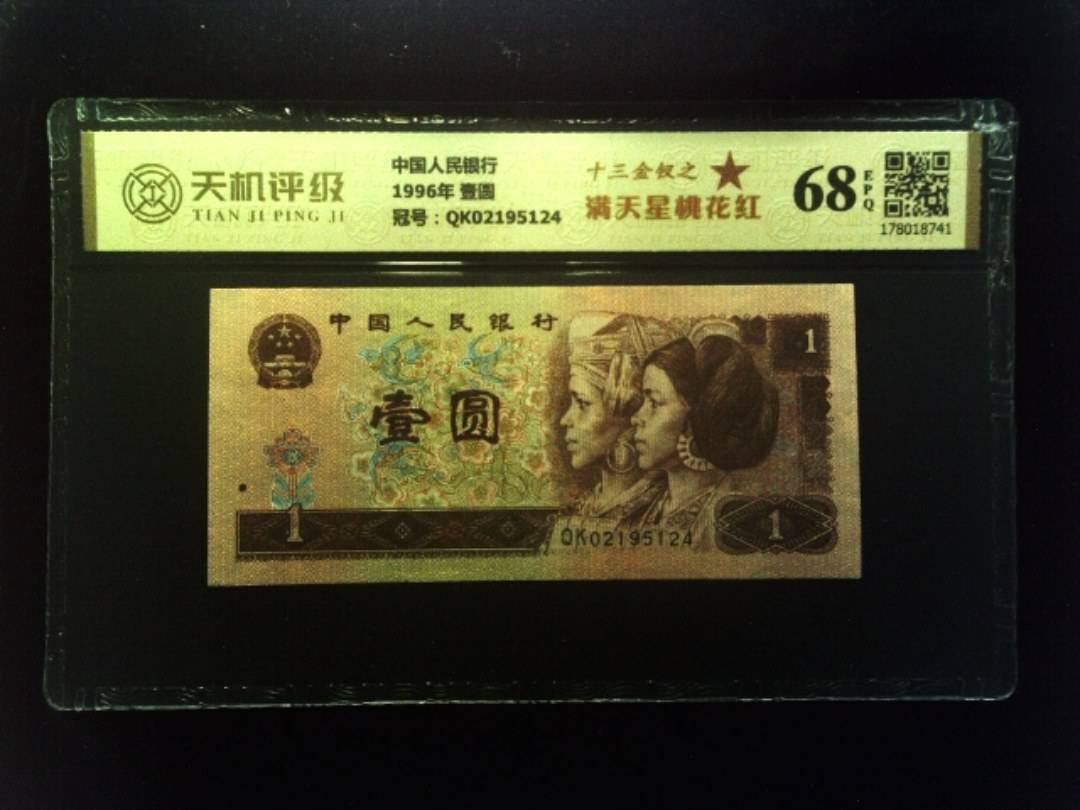 天机评级
TIAN JI PING JI
中国人民银行
1996年 壹圆
冠号：QK02195124
十三金钗之
满天星桃花红
68
EPQ
178018741
中国人民银行
1
壹圆
1
QK02195124
1